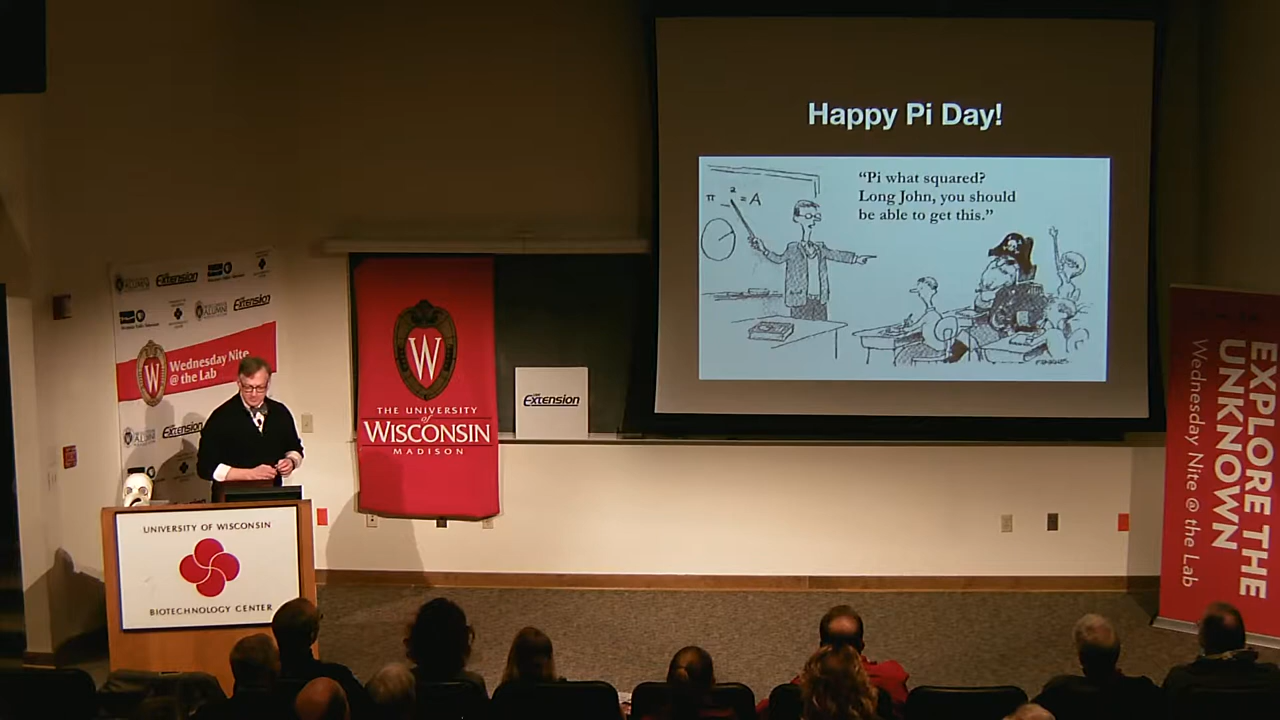 Happy Pi Day!
“Pi what squared?
Long John, you should
be able to get this.”
π _ ² = A
Extension
Extension
Wednesday Nite
@ the Lab
W
Extension
W
THE UNIVERSITY
of
WISCONSIN
MADISON
Extension
UNIVERSITY OF WISCONSIN
BIOTECHNOLOGY CENTER
EXPLORE THE
UNKNOWN
Wednesday Nite @ the Lab